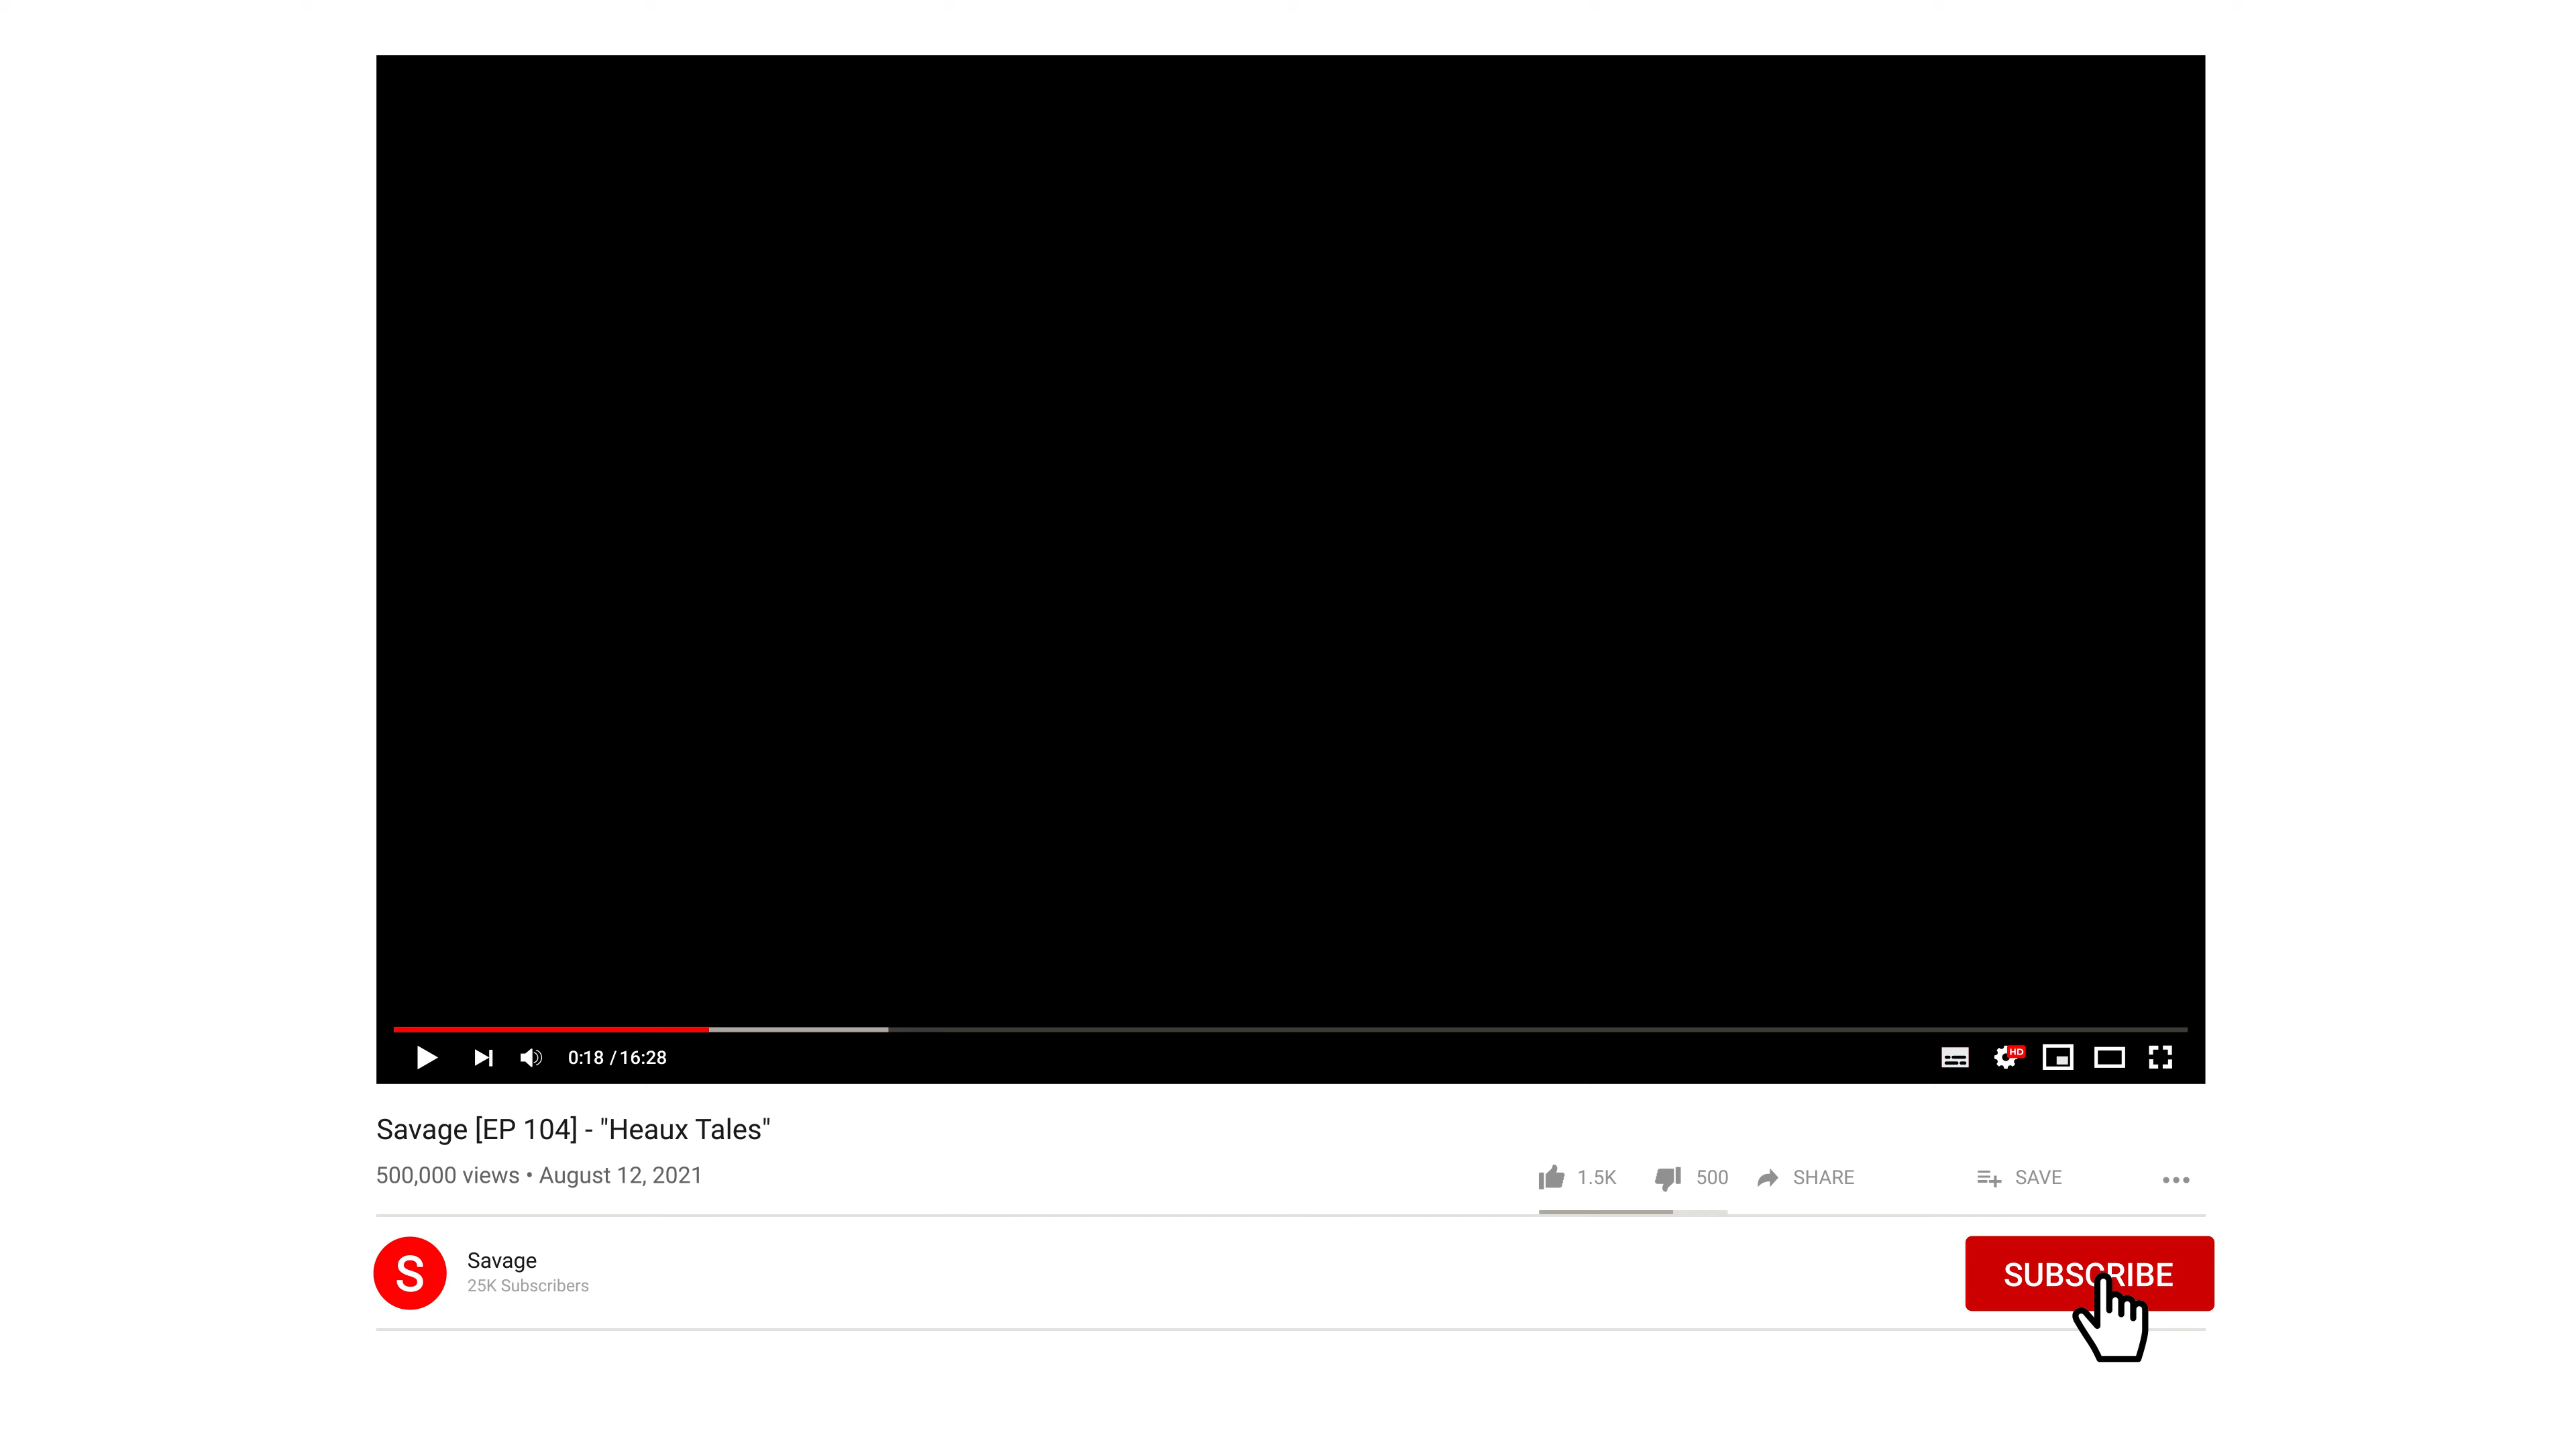 HD
0:18 / 16:28
Savage [EP 104] - "Heaux Tales"
500,000 views • August 12, 2021
1.5K 500 SHARE SAVE
S
Savage
25K Subscribers
SUBSCRIBE